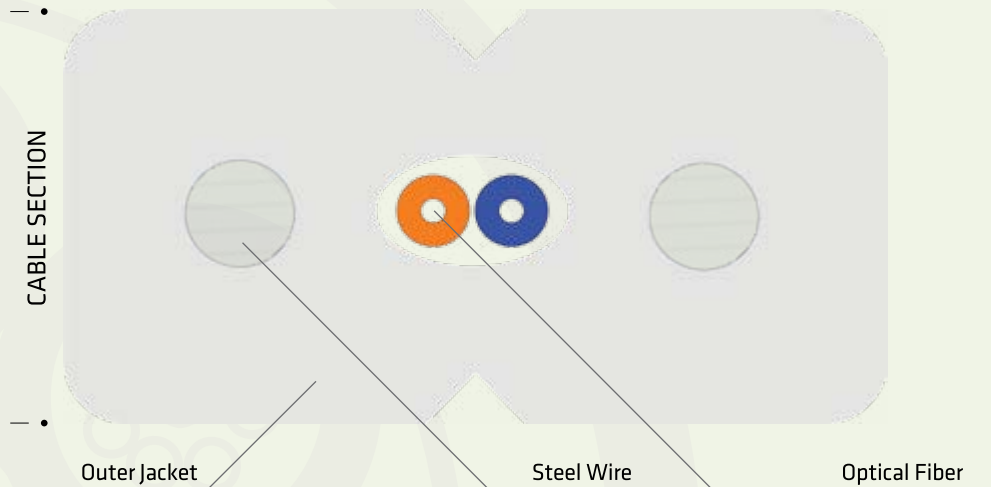 CABLE SECTION
Outer Jacket
Steel Wire
Optical Fiber